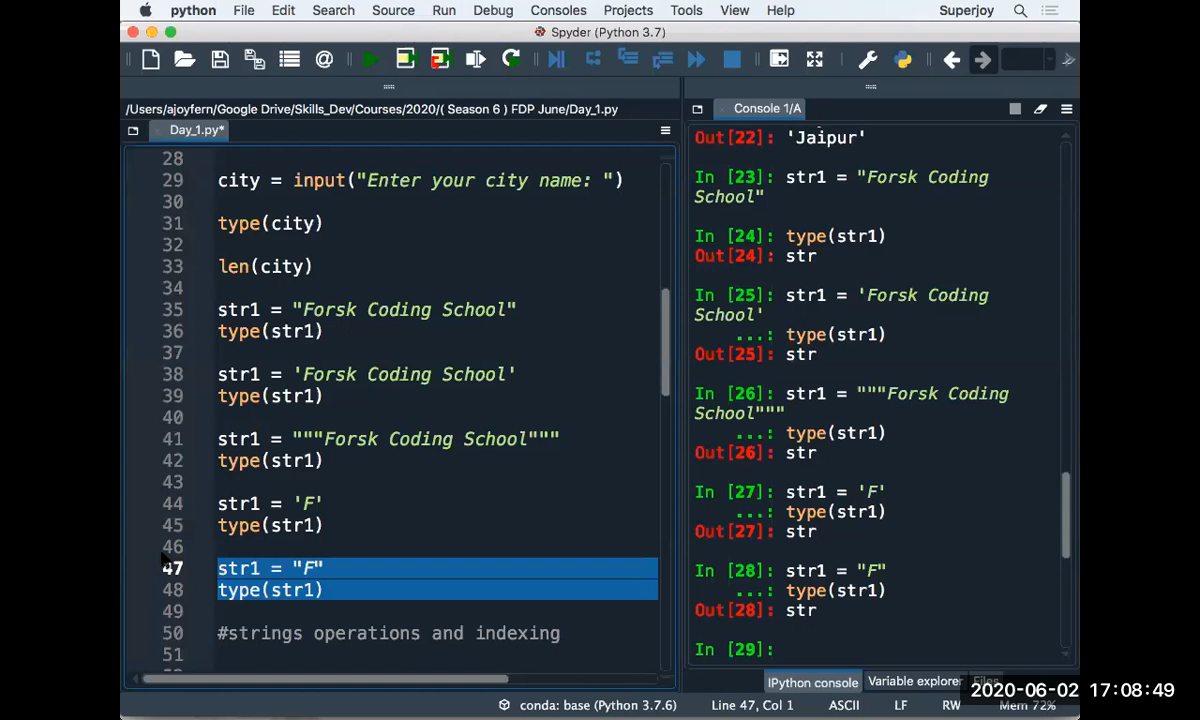 python File Edit Search Source Run Debug Consoles Projects Tools View Help Superjoy
Spyder (Python 3.7)
/Users/ajoyfern/Google Drive/Skills_Dev/Courses/2020/( Season 6 ) FDP June/Day_1.py
Day_1.py*
28
29 city = input("Enter your city name: ")
30
31 type(city)
32
33 len(city)
34
35 str1 = "Forsk Coding School"
36 type(str1)
37
38 str1 = 'Forsk Coding School'
39 type(str1)
40
41 str1 = """Forsk Coding School"""
42 type(str1)
43
44 str1 = 'F'
45 type(str1)
46
47 str1 = "F"
48 type(str1)
49
50 #strings operations and indexing
51
Console 1/A
Out[22]: 'Jaipur'
In [23]: str1 = "Forsk Coding
School"
In [24]: type(str1)
Out[24]: str
In [25]: str1 = 'Forsk Coding
School'
...: type(str1)
Out[25]: str
In [26]: str1 = """Forsk Coding
School"""
...: type(str1)
Out[26]: str
In [27]: str1 = 'F'
...: type(str1)
Out[27]: str
In [28]: str1 = "F"
...: type(str1)
Out[28]: str
In [29]:
IPython console Variable explorer Files
2020-06-02 17:08:49
conda: base (Python 3.7.6) Line 47, Col 1 ASCII LF RW Mem 72%